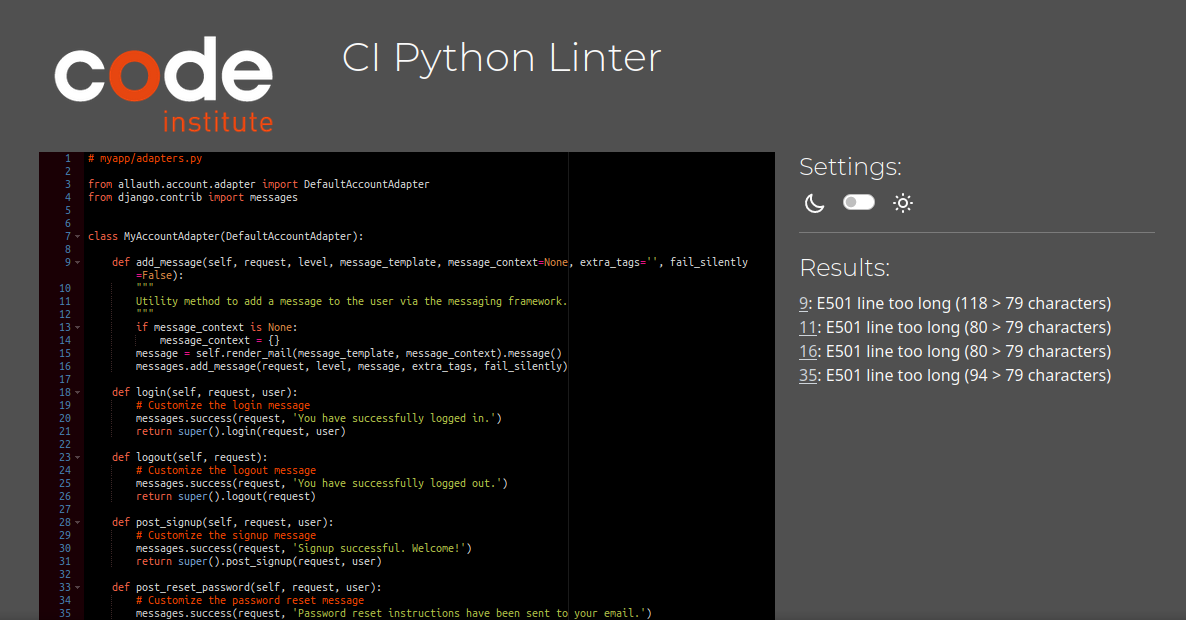 code
institute
CI Python Linter
1 # myapp/adapters.py
2
3 from allauth.account.adapter import DefaultAccountAdapter
4 from django.contrib import messages
5
6
7 class MyAccountAdapter(DefaultAccountAdapter):
8
9     def add_message(self, request, level, message_template, message_context=None, extra_tags='', fail_silently
        =False):
10         """
11         Utility method to add a message to the user via the messaging framework.
12         """
13         if message_context is None:
14             message_context = {}
15         message = self.render_mail(message_template, message_context).message()
16         messages.add_message(request, level, message, extra_tags, fail_silently)
17
18     def login(self, request, user):
19         # Customize the login message
20         messages.success(request, 'You have successfully logged in.')
21         return super().login(request, user)
22
23     def logout(self, request):
24         # Customize the logout message
25         messages.success(request, 'You have successfully logged out.')
26         return super().logout(request)
27
28     def post_signup(self, request, user):
29         # Customize the signup message
30         messages.success(request, 'Signup successful. Welcome!')
31         return super().post_signup(request, user)
32
33     def post_reset_password(self, request, user):
34         # Customize the password reset message
35         messages.success(request, 'Password reset instructions have been sent to your email.')
Settings:
Results:
9: E501 line too long (118 > 79 characters)
11: E501 line too long (80 > 79 characters)
16: E501 line too long (80 > 79 characters)
35: E501 line too long (94 > 79 characters)